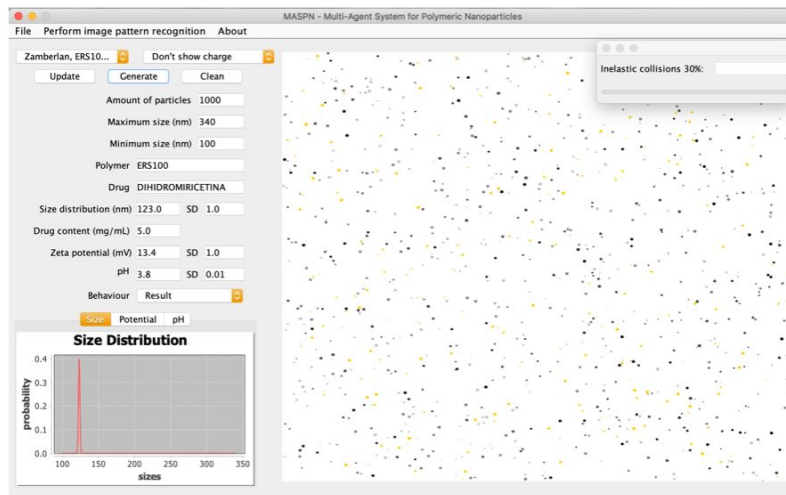 MASPN - Multi-Agent System for Polymeric Nanoparticles
File Perform image pattern recognition About
Zamberlan, ERS10... Don't show charge
Update Generate Clean
Amount of particles 1000
Maximum size (nm) 340
Minimum size (nm) 100
Polymer ERS100
Drug DIHIDROMIRICETINA
Size distribution (nm) 123.0 SD 1.0
Drug content (mg/mL) 5.0
Zeta potential (mV) 13.4 SD 1.0
pH 3.8 SD 0.01
Behaviour Result
Size Potential pH
Size Distribution
0.4
0.3
0.2
0.1
0.0
probability
100 150 200 250 300 350
sizes
Inelastic collisions 30%: